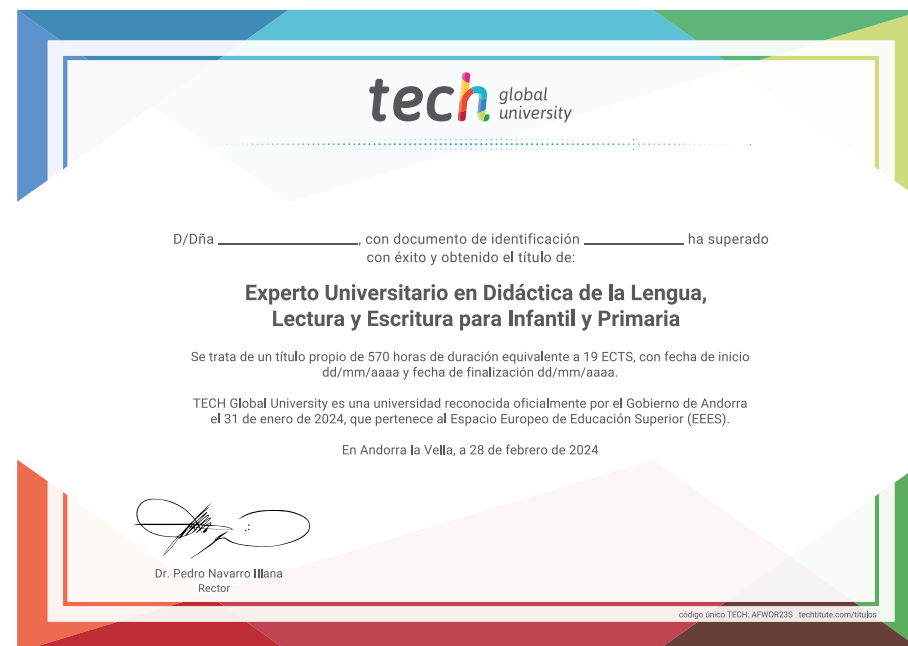 tech global university
D/Dña ____________________, con documento de identificación ______________ ha superado
con éxito y obtenido el título de:
Experto Universitario en Didáctica de la Lengua,
Lectura y Escritura para Infantil y Primaria
Se trata de un título propio de 570 horas de duración equivalente a 19 ECTS, con fecha de inicio
dd/mm/aaaa y fecha de finalización dd/mm/aaaa.
TECH Global University es una universidad reconocida oficialmente por el Gobierno de Andorra
el 31 de enero de 2024, que pertenece al Espacio Europeo de Educación Superior (EEES).
En Andorra la Vella, a 28 de febrero de 2024
Dr. Pedro Navarro Illana
Rector
código único TECH: AFWOR23S techtitute.com/titulos